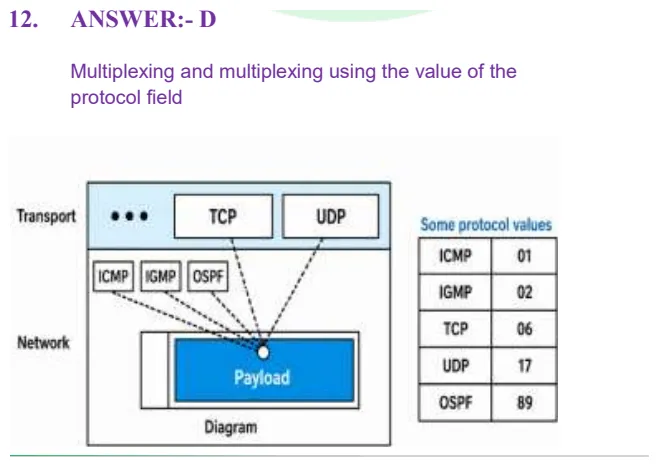 12. ANSWER:- D
Multiplexing and multiplexing using the value of the
protocol field
Transport
TCP
UDP
Some protocol values
ICMP 01
IGMP 02
TCP 06
UDP 17
OSPF 89
ICMP
IGMP
OSPF
Network
Payload
Diagram